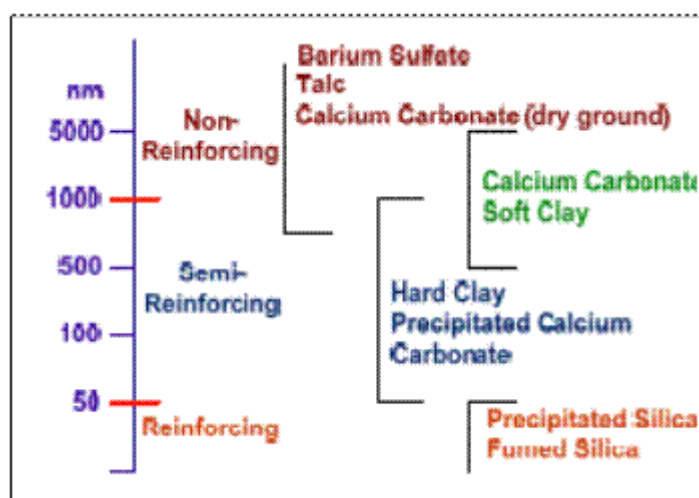 nm
5000
1000
500
100
50
Non-
Reinforcing
Semi-
Reinforcing
Reinforcing
Barium Sulfate
Talc
Calcium Carbonate (dry ground)
Calcium Carbonate
Soft Clay
Hard Clay
Precipitated Calcium
Carbonate
Precipitated Silica
Fumed Silica